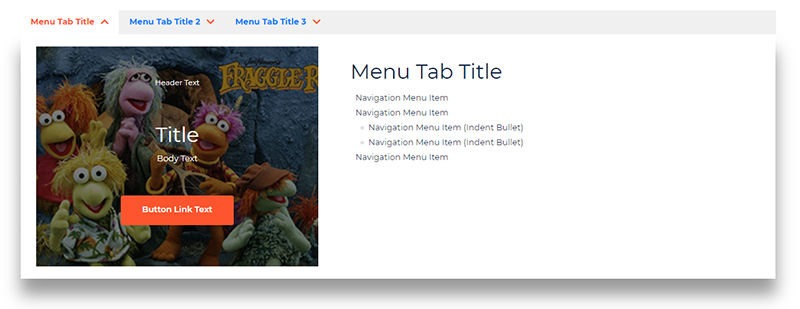 Menu Tab Title
Menu Tab Title 2
Menu Tab Title 3
FRAGGLE R
Header Text
Title
Body Text
Button Link Text
Menu Tab Title
Navigation Menu Item
Navigation Menu Item
Navigation Menu Item (Indent Bullet)
Navigation Menu Item (Indent Bullet)
Navigation Menu Item